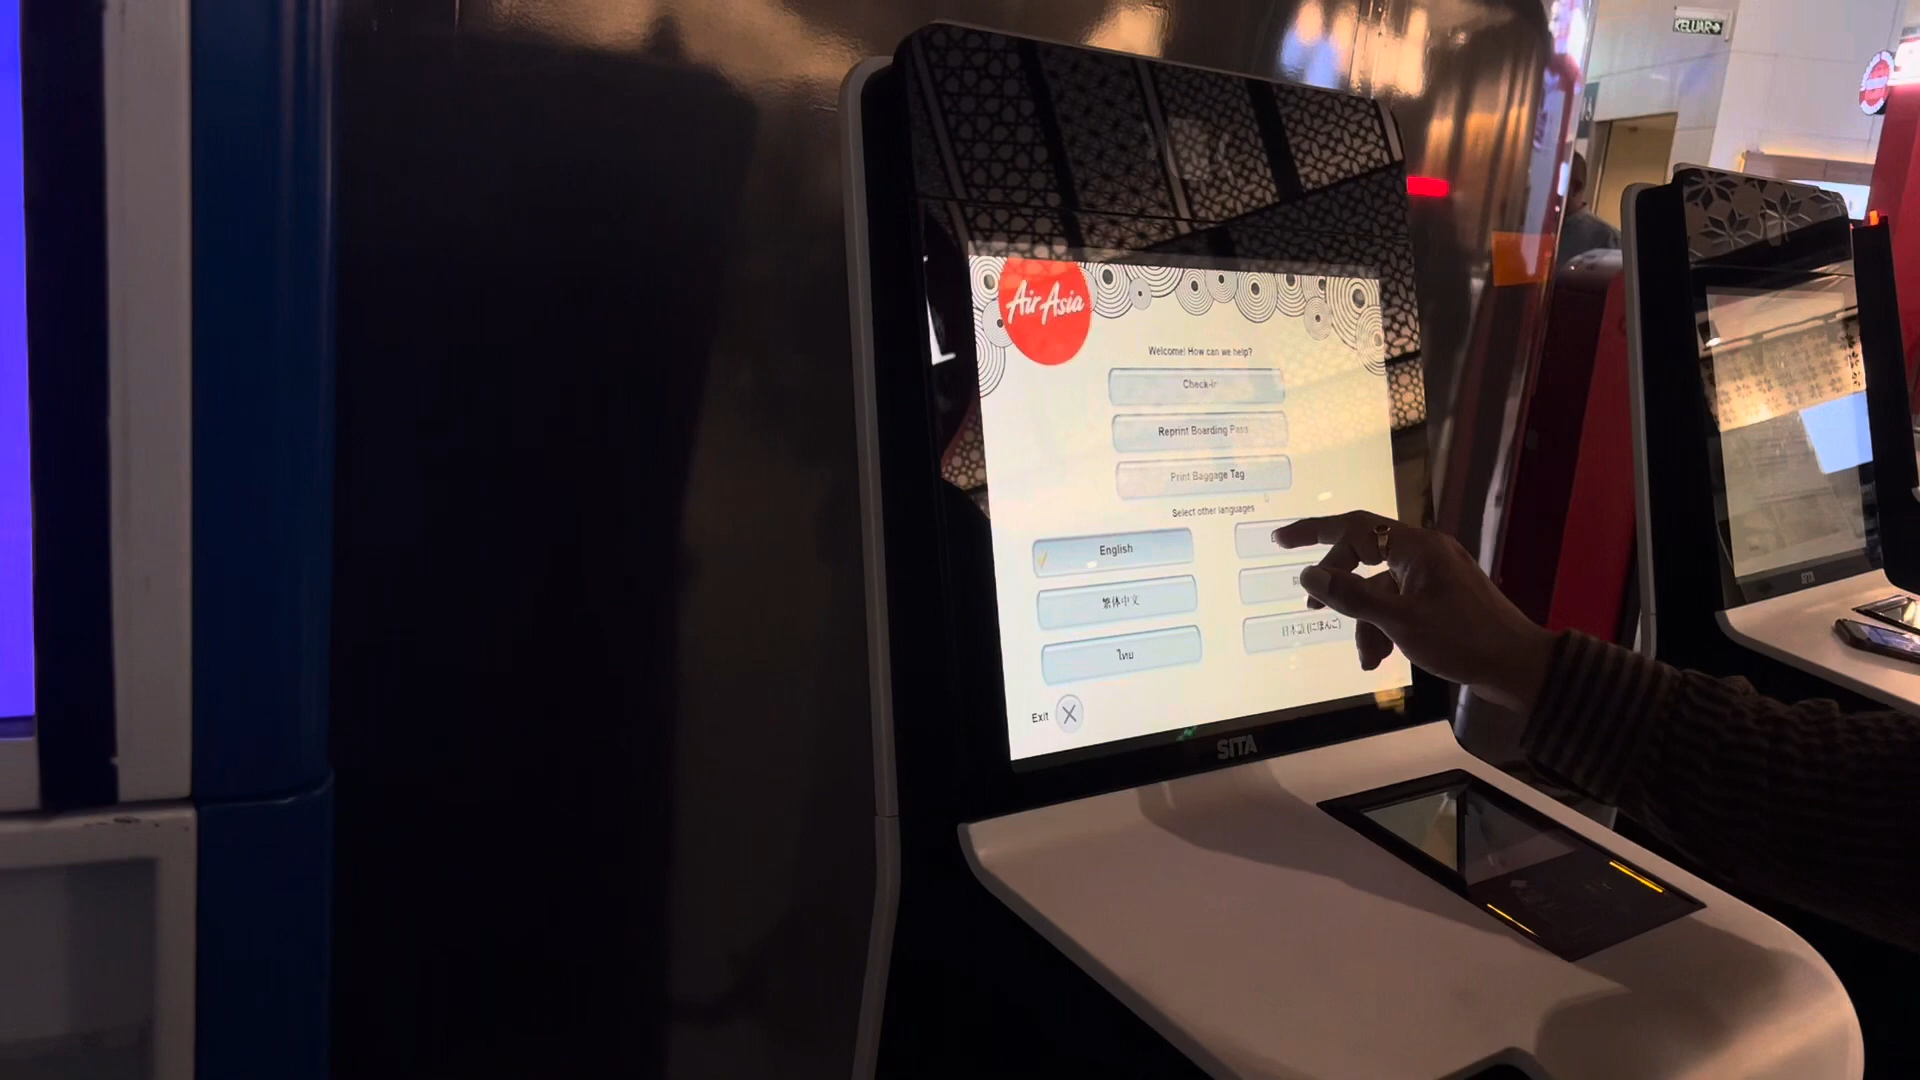 KELUAR
AirAsia
Welcome! How can we help?
Check-in
Reprint Boarding Pass
Print Baggage Tag
Select other languages
English
繁体中文
日本語 (にほんご)
ไทย
Exit
SITA
SITA